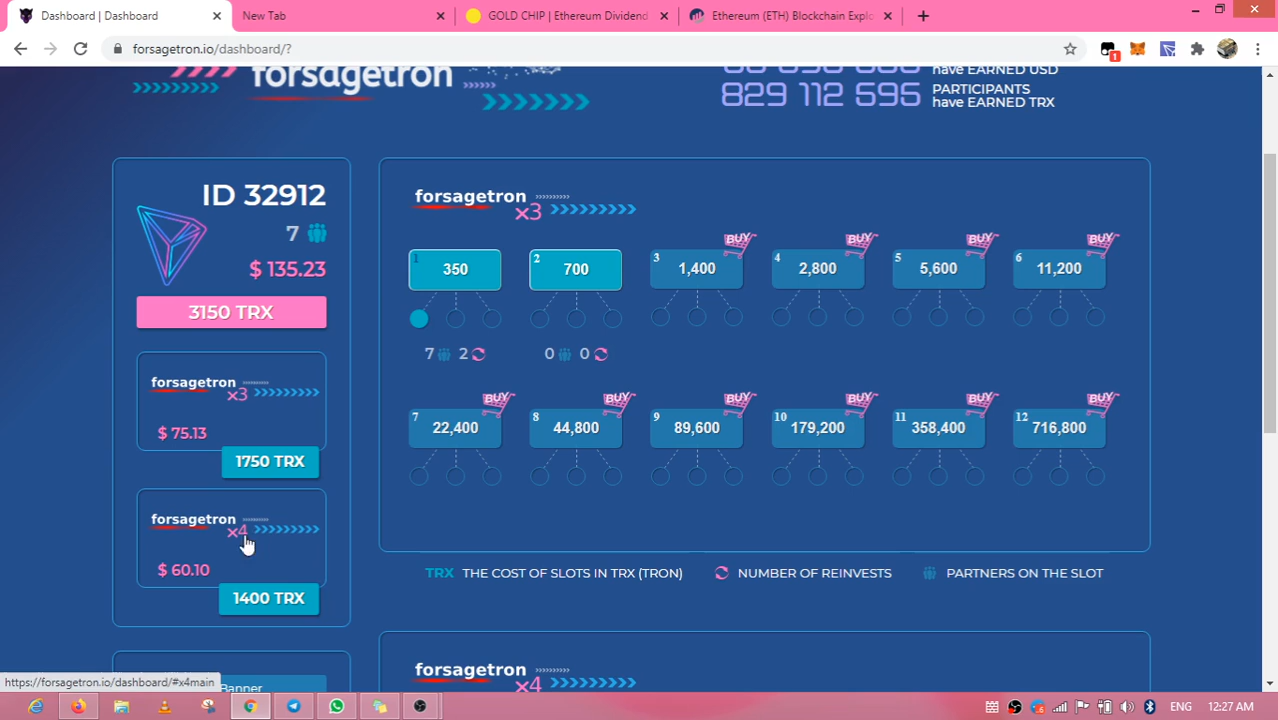 Dashboard | Dashboard
New Tab
GOLD CHIP | Ethereum Dividend
Ethereum (ETH) Blockchain Explo
forsagetron.io/dashboard/?
1
forsagetron
have EARNED USD
829 112 595
PARTICIPANTS
have EARNED TRX
ID 32912
7
$ 135.23
3150 TRX
forsagetron
x3
$ 75.13
1750 TRX
forsagetron
x4
$ 60.10
1400 TRX
Banner
forsagetron
x3
1
350
2
700
BUY
3
1,400
BUY
4
2,800
BUY
5
5,600
BUY
6
11,200
7 2
0 0
BUY
7
22,400
BUY
8
44,800
BUY
9
89,600
BUY
10
179,200
BUY
11
358,400
BUY
12
716,800
TRX THE COST OF SLOTS IN TRX (TRON)
NUMBER OF REINVESTS
PARTNERS ON THE SLOT
forsagetron
x4
https://forsagetron.io/dashboard/#x4main
ENG
12:27 AM